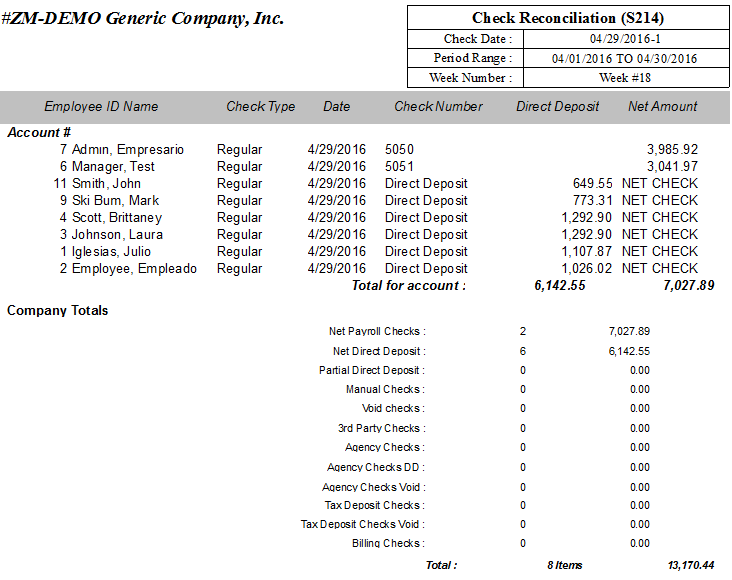 #ZM-DEMO Generic Company, Inc.
Check Reconciliation (S214)
Check Date : 04/29/2016-1
Period Range : 04/01/2016 TO 04/30/2016
Week Number : Week #18
Employee ID Name Check Type Date Check Number Direct Deposit Net Amount
Account #
7 Admin, Empresario Regular 4/29/2016 5050 3,985.92
6 Manager, Test Regular 4/29/2016 5051 3,041.97
11 Smith, John Regular 4/29/2016 Direct Deposit 649.55 NET CHECK
9 Ski Bum, Mark Regular 4/29/2016 Direct Deposit 773.31 NET CHECK
4 Scott, Brittaney Regular 4/29/2016 Direct Deposit 1,292.90 NET CHECK
3 Johnson, Laura Regular 4/29/2016 Direct Deposit 1,292.90 NET CHECK
1 Iglesias, Julio Regular 4/29/2016 Direct Deposit 1,107.87 NET CHECK
2 Employee, Empleado Regular 4/29/2016 Direct Deposit 1,026.02 NET CHECK
Total for account : 6,142.55 7,027.89
Company Totals
Net Payroll Checks : 2 7,027.89
Net Direct Deposit : 6 6,142.55
Partial Direct Deposit : 0 0.00
Manual Checks : 0 0.00
Void checks : 0 0.00
3rd Party Checks : 0 0.00
Agency Checks : 0 0.00
Agency Checks DD : 0 0.00
Agency Checks Void : 0 0.00
Tax Deposit Checks : 0 0.00
Tax Deposit Checks Void : 0 0.00
Billing Checks : 0 0.00
Total : 8 Items 13,170.44